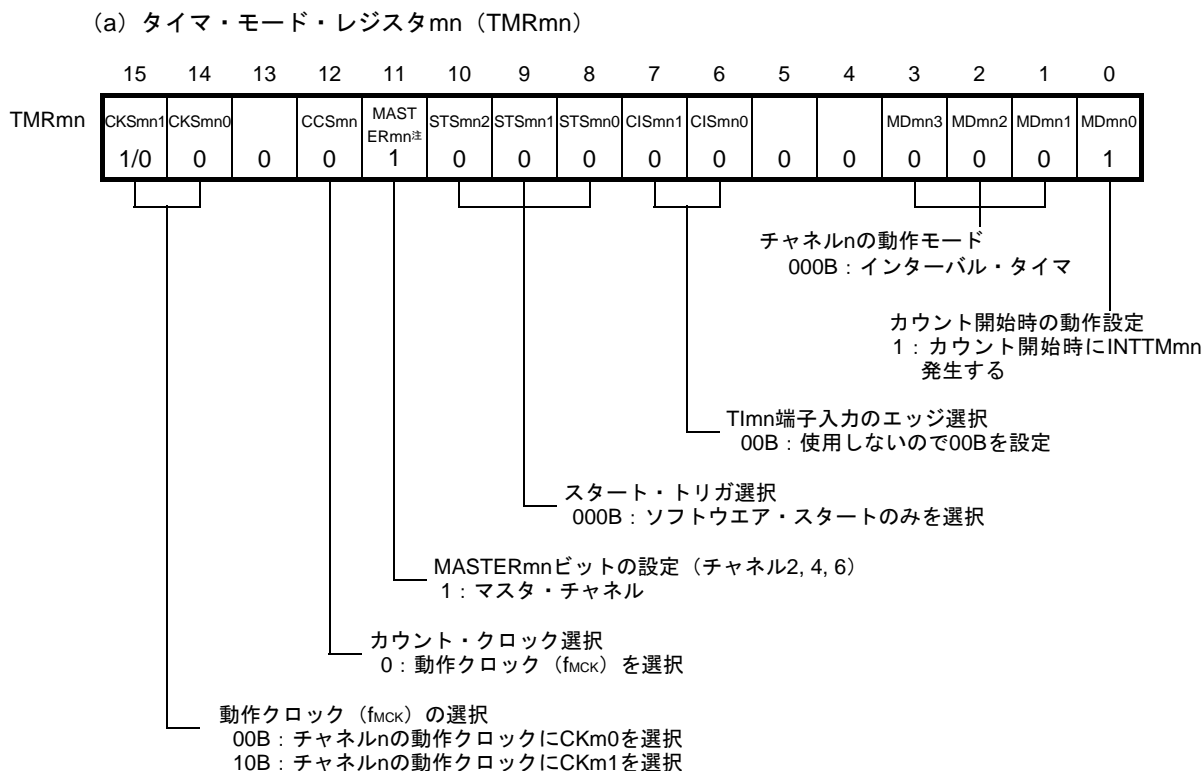 (a) タイマ・モード・レジスタmn（TMRmn）
15 14 13 12 11 10 9 8 7 6 5 4 3 2 1 0
TMRmn CKSmn1 CKSmn0 CCSmn MAST ERmn注 STSmn2 STSmn1 STSmn0 CISmn1 CISmn0 MDmn3 MDmn2 MDmn1 MDmn0
1/0 0 0 0 1 0 0 0 0 0 0 0 0 0 0 1
チャネルnの動作モード
000B：インターバル・タイマ
カウント開始時の動作設定
1：カウント開始時にINTTMmn
発生する
TImn端子入力のエッジ選択
00B：使用しないので00Bを設定
スタート・トリガ選択
000B：ソフトウエア・スタートのみを選択
MASTERmnビットの設定（チャネル2, 4, 6）
1：マスタ・チャネル
カウント・クロック選択
0：動作クロック（fMCK）を選択
動作クロック（fMCK）の選択
00B：チャネルnの動作クロックにCKm0を選択
10B：チャネルnの動作クロックにCKm1を選択